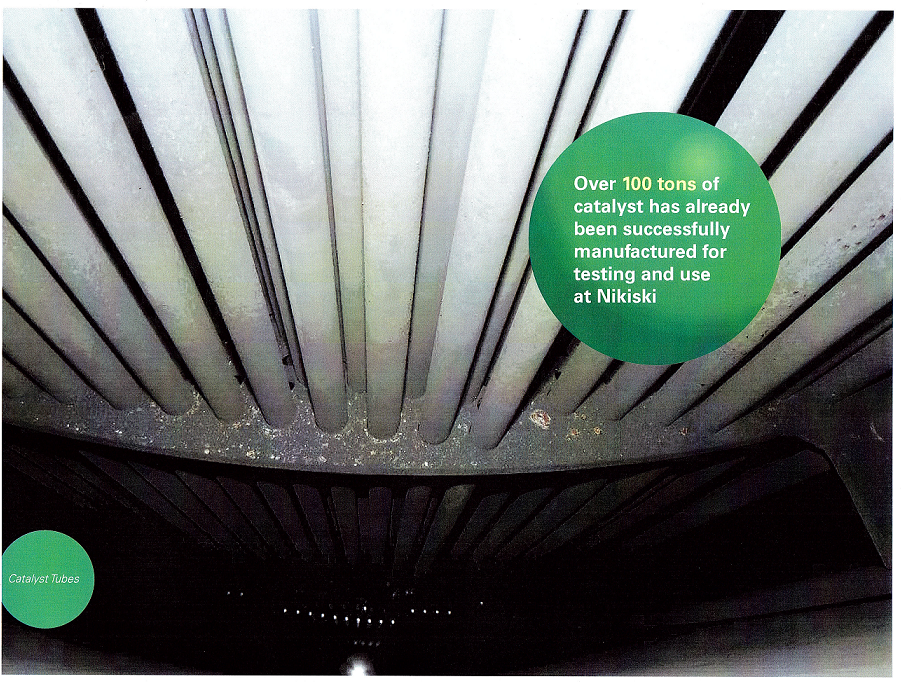 Over 100 tons of
catalyst has already
been successfully
manufactured for
testing and use
at Nikiski
Catalyst Tubes